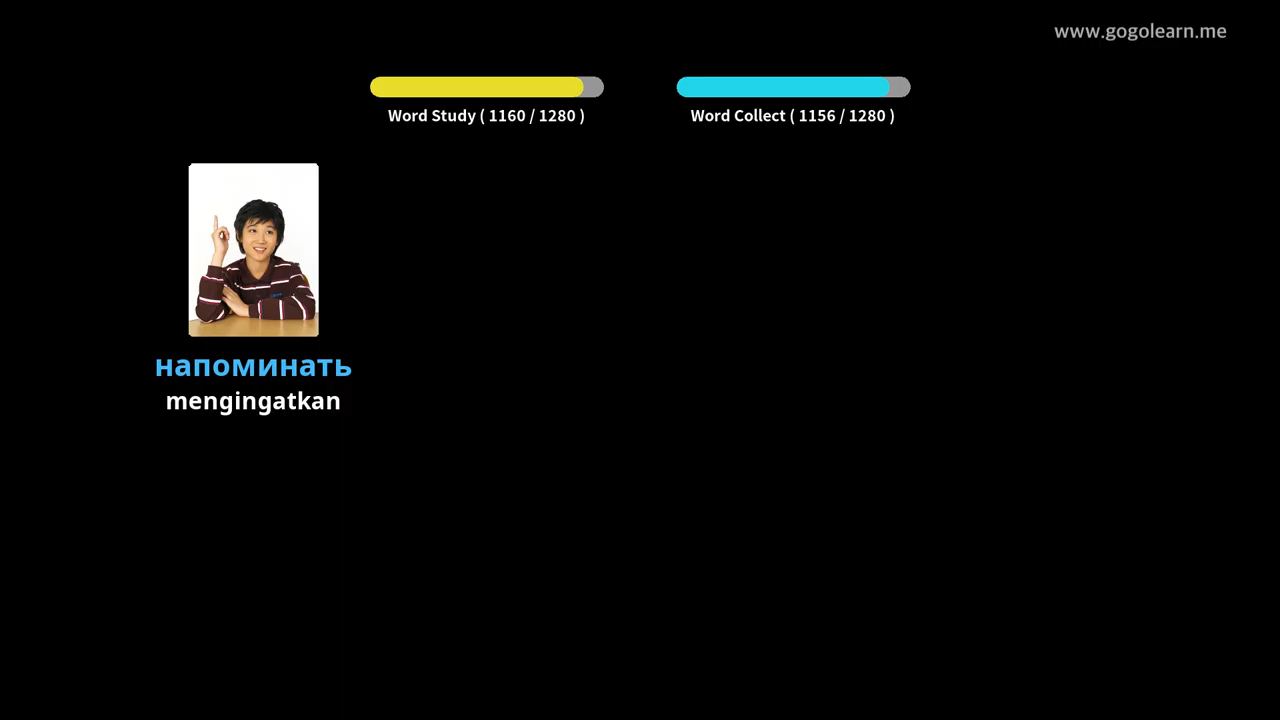 www.gogolearn.me
Word Study ( 1160 / 1280 )
Word Collect ( 1156 / 1280 )
напоминать
mengingatkan